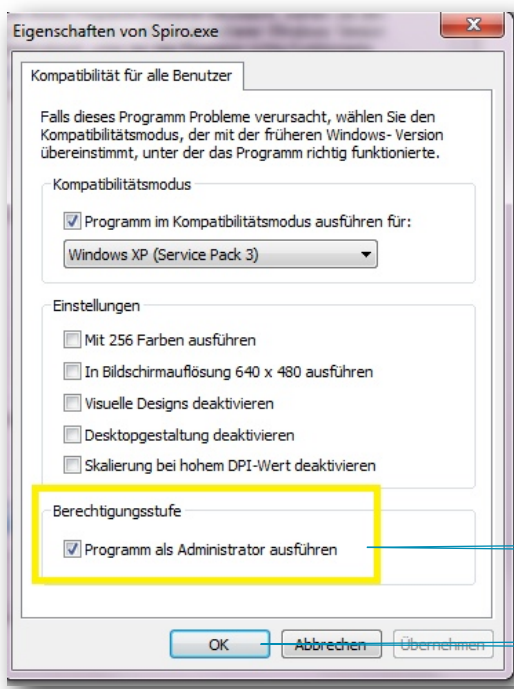 Eigenschaften von Spiro.exe
Kompatibilität für alle Benutzer
Falls dieses Programm Probleme verursacht, wählen Sie den
Kompatibilitätsmodus, der mit der früheren Windows- Version
übereinstimmt, unter der das Programm richtig funktionierte.
Kompatibilitätsmodus
Programm im Kompatibilitätsmodus ausführen für:
Windows XP (Service Pack 3)
Einstellungen
Mit 256 Farben ausführen
In Bildschirmauflösung 640 x 480 ausführen
Visuelle Designs deaktivieren
Desktopgestaltung deaktivieren
Skalierung bei hohem DPI-Wert deaktivieren
Berechtigungsstufe
Programm als Administrator ausführen
OK Abbrechen Übernehmen